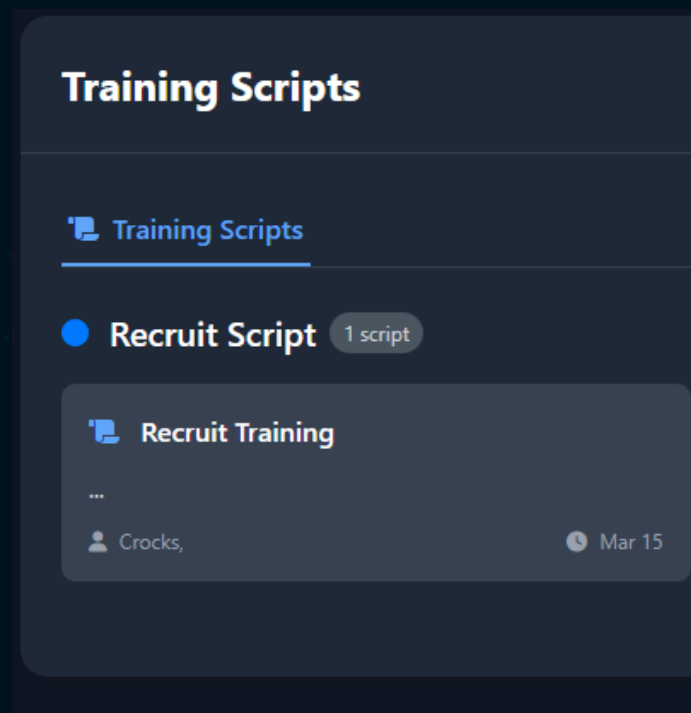 Training Scripts
Training Scripts
Recruit Script 1 script
Recruit Training
...
Crocks, Mar 15